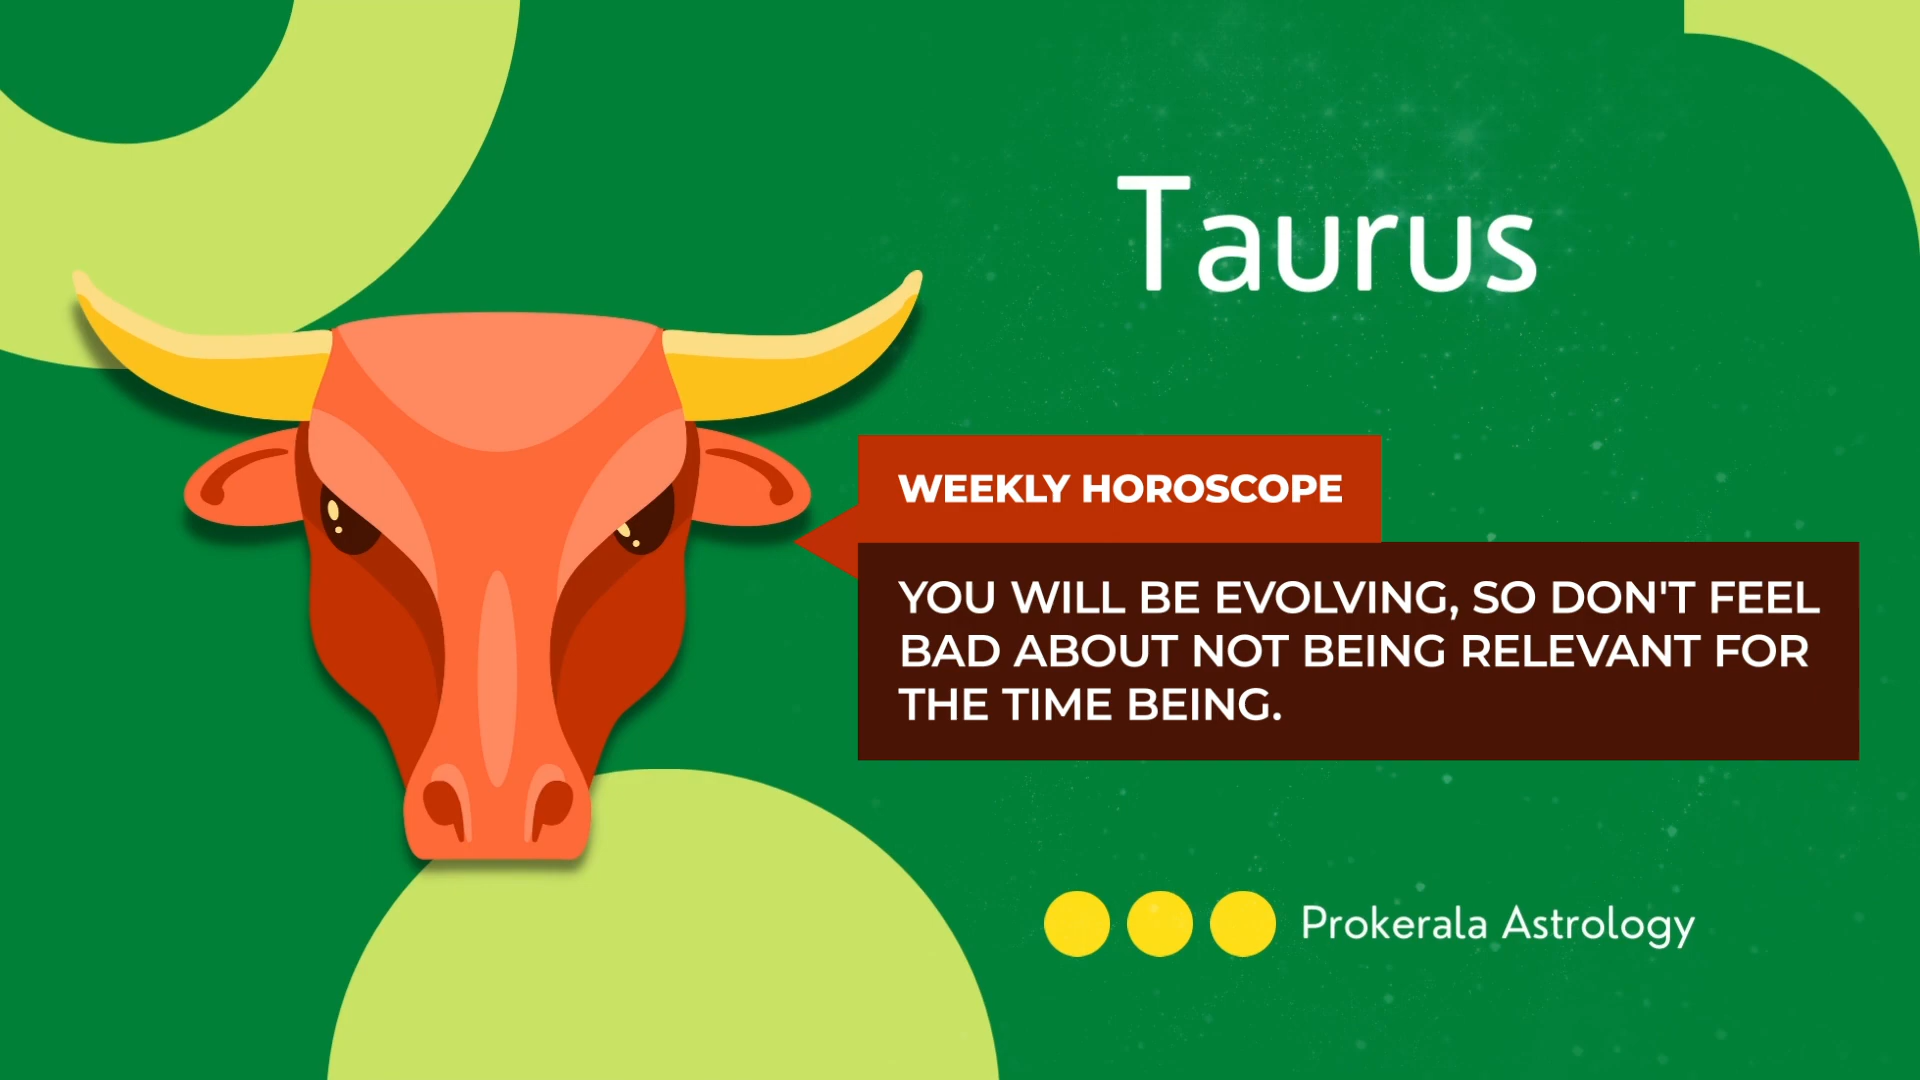 Taurus
WEEKLY HOROSCOPE
YOU WILL BE EVOLVING, SO DON'T FEEL
BAD ABOUT NOT BEING RELEVANT FOR
THE TIME BEING.
Prokerala Astrology